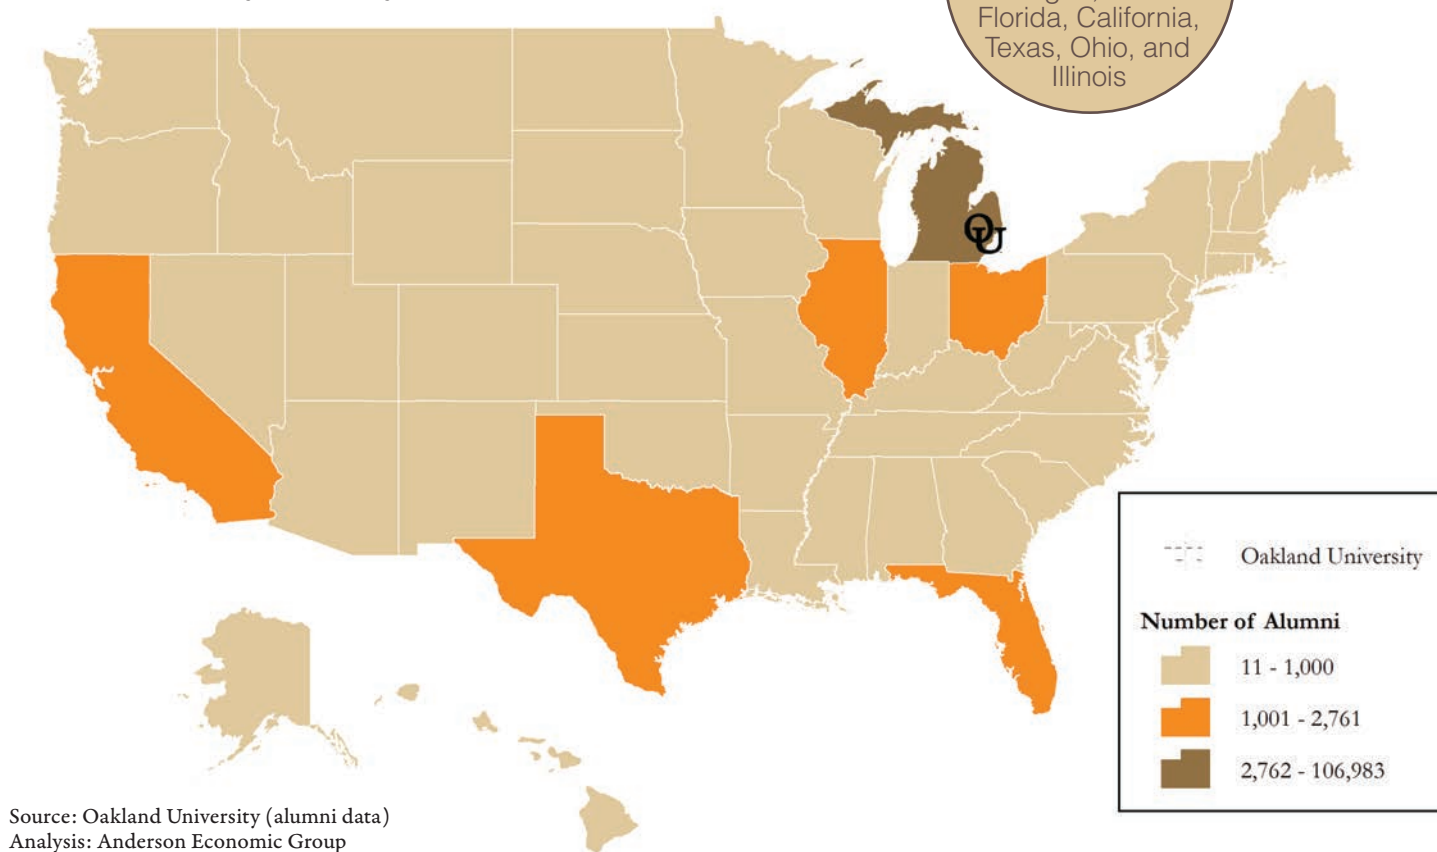 Florida, California,
Texas, Ohio, and
Illinois
OU
Oakland University
Number of Alumni
11 - 1,000
1,001 - 2,761
2,762 - 106,983
Source: Oakland University (alumni data)
Analysis: Anderson Economic Group